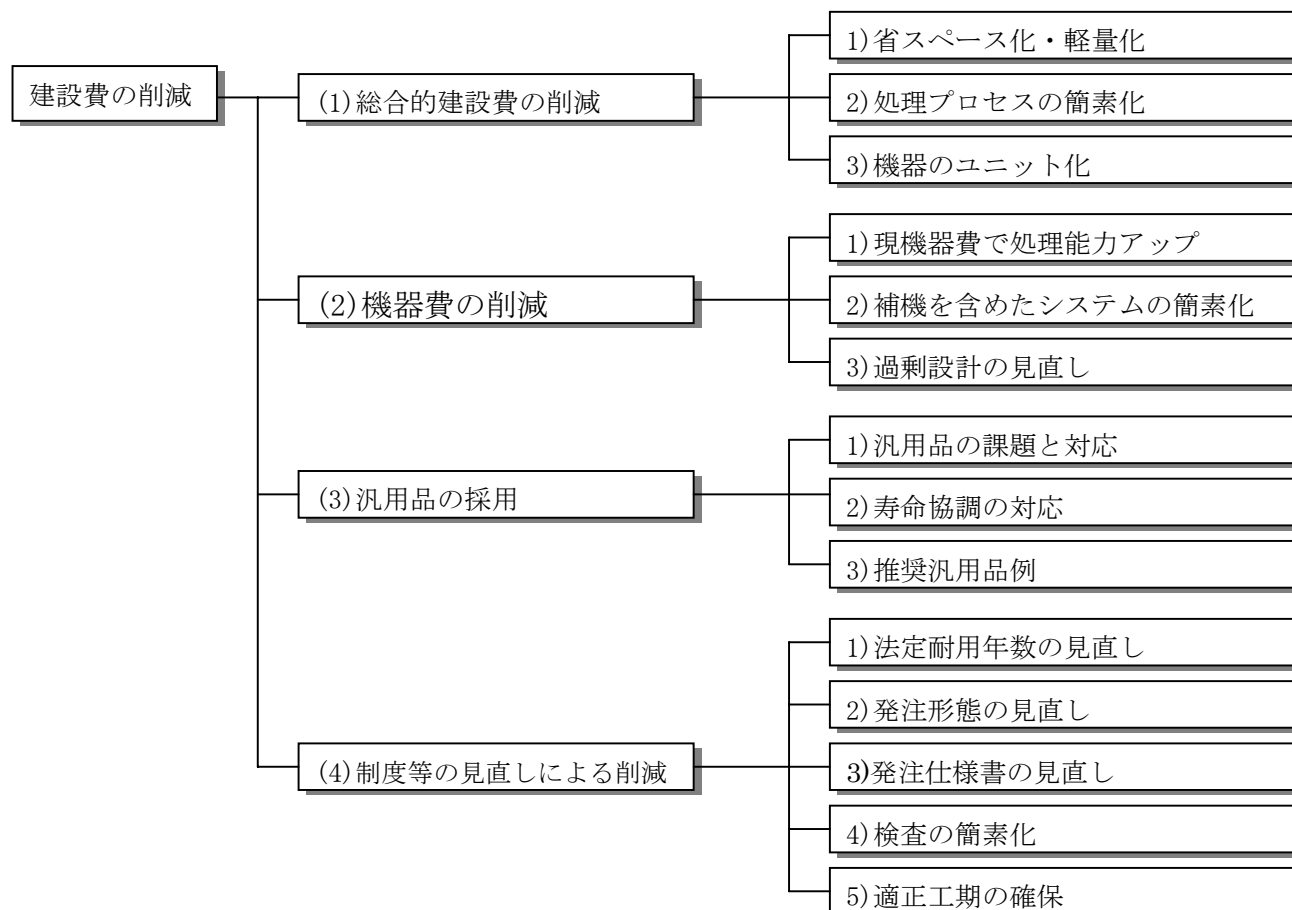 建設費の削減
(1)総合的建設費の削減
1)省スペース化・軽量化
2)処理プロセスの簡素化
3)機器のユニット化
(2)機器費の削減
1)現機器費で処理能力アップ
2)補機を含めたシステムの簡素化
3)過剰設計の見直し
(3)汎用品の採用
1)汎用品の課題と対応
2)寿命協調の対応
3)推奨汎用品例
(4)制度等の見直しによる削減
1)法定耐用年数の見直し
2)発注形態の見直し
3)発注仕様書の見直し
4)検査の簡素化
5)適正工期の確保